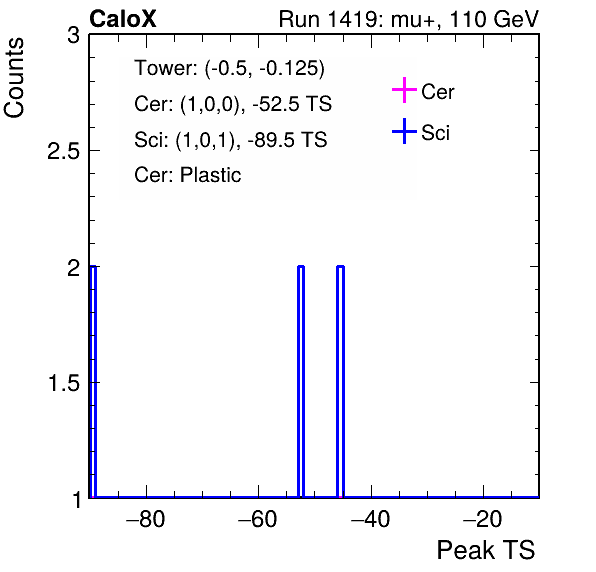 CaloX Run 1419: mu+, 110 GeV
Counts
Tower: (-0.5, -0.125)
Cer: (1,0,0), -52.5 TS
Sci: (1,0,1), -89.5 TS
Cer: Plastic
Cer
Sci
3
2.5
2
1.5
1
−80 −60 −40 −20
Peak TS